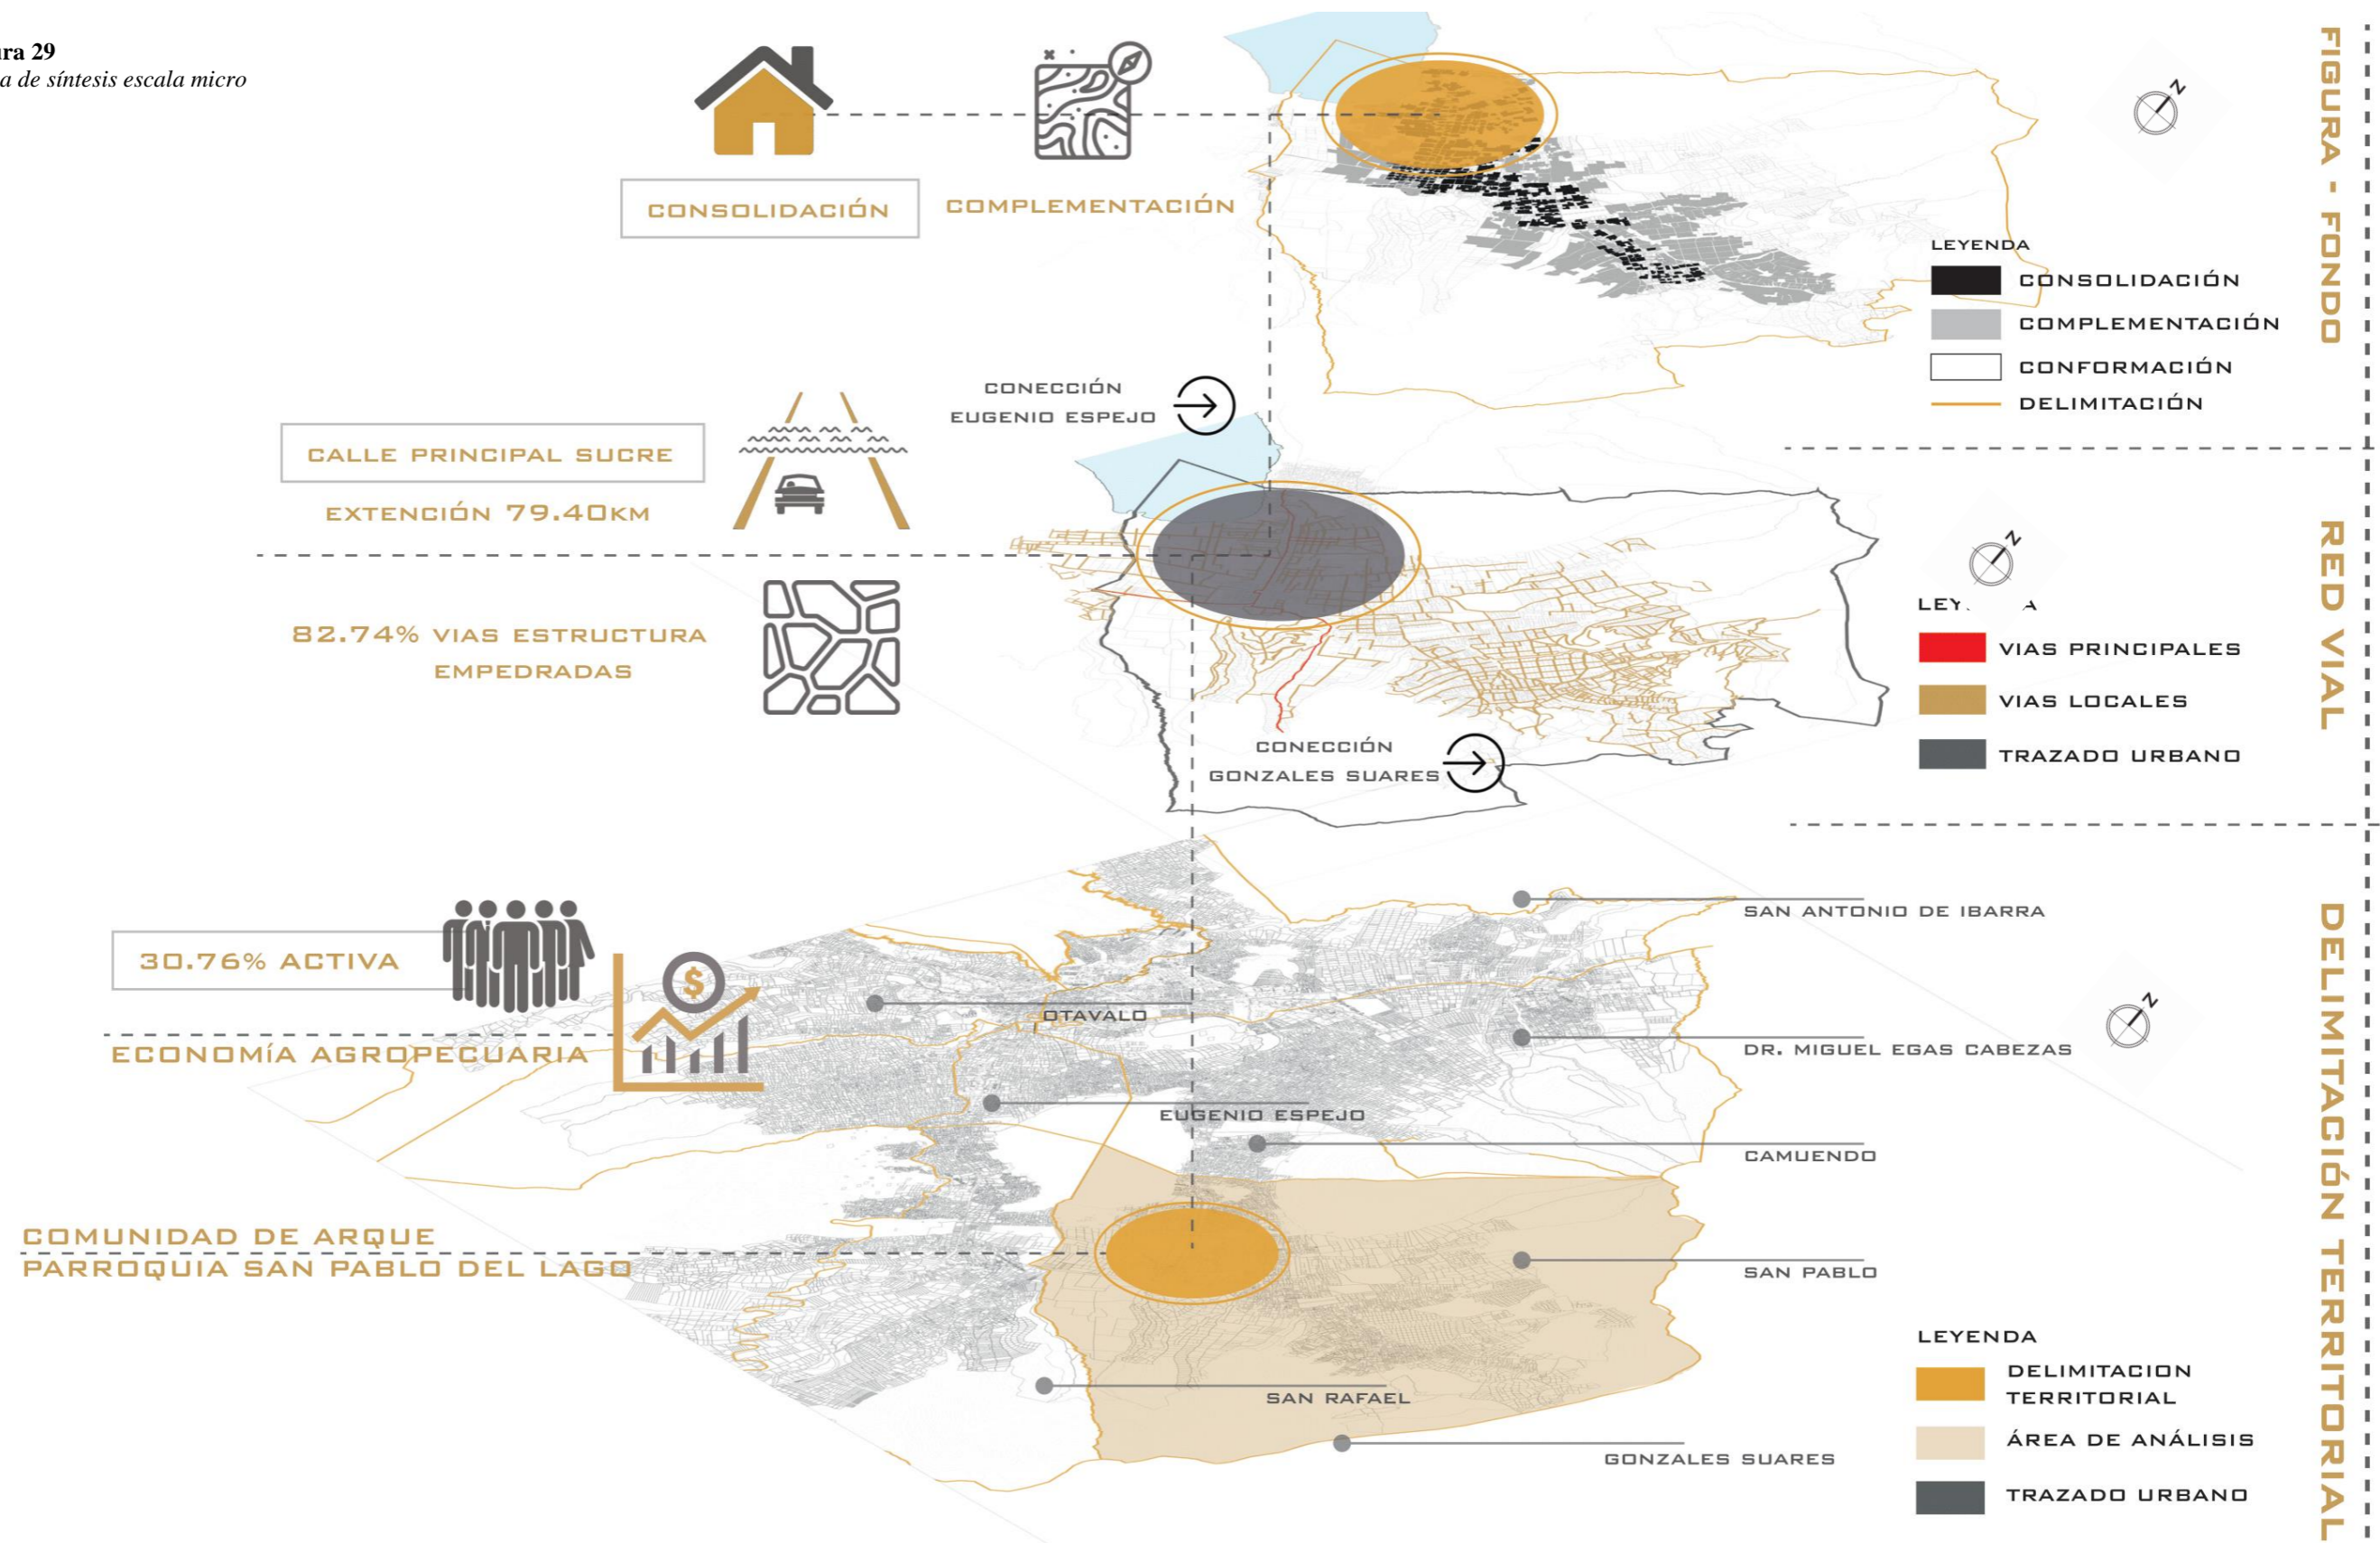 ra 29
a de síntesis escala micro
CONSOLIDACIÓN
COMPLEMENTACIÓN
N
FIGURA - FONDO
LEYENDA
CONSOLIDACIÓN
COMPLEMENTACIÓN
CONFORMACIÓN
DELIMITACIÓN
CONECCIÓN
EUGENIO ESPEJO
CALLE PRINCIPAL SUCRE
EXTENCIÓN 79.40KM
82.74% VIAS ESTRUCTURA
EMPEDRADAS
CONECCIÓN
GONZALES SUARES
N
RED VIAL
LEY A
VIAS PRINCIPALES
VIAS LOCALES
TRAZADO URBANO
30.76% ACTIVA
$
ECONOMÍA AGROPECUARIA
COMUNIDAD DE ARQUE
PARROQUIA SAN PABLO DEL LAGO
SAN ANTONIO DE IBARRA
OTAVALO
DR. MIGUEL EGAS CABEZAS
EUGENIO ESPEJO
CAMUENDO
SAN PABLO
SAN RAFAEL
GONZALES SUARES
N
DELIMITACIÓN TERRITORIAL
LEYENDA
DELIMITACION
TERRITORIAL
ÁREA DE ANÁLISIS
TRAZADO URBANO